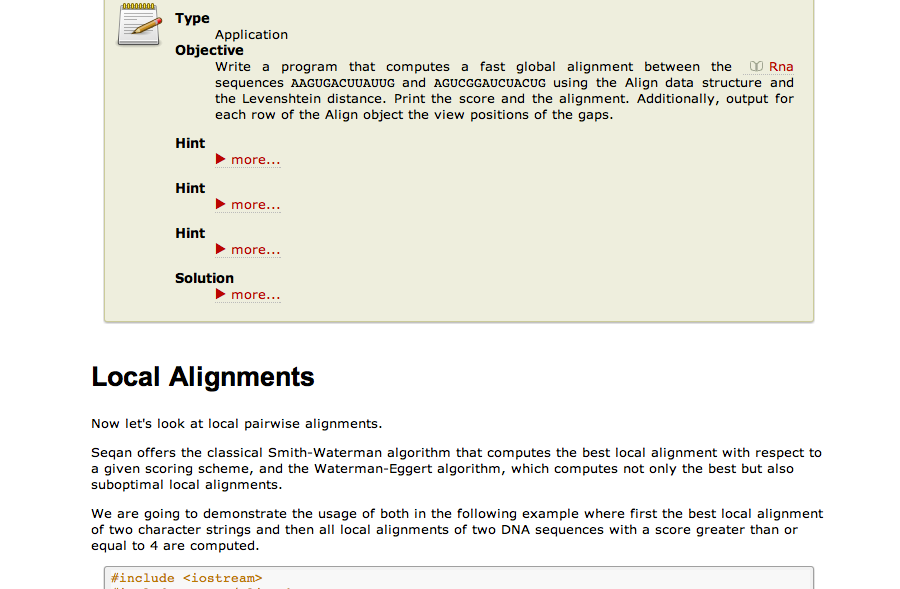 Type
Application
Objective
Write a program that computes a fast global alignment between the Rna
sequences AAGUGACUUAUUG and AGUCGGAUCUACUG using the Align data structure and
the Levenshtein distance. Print the score and the alignment. Additionally, output for
each row of the Align object the view positions of the gaps.
Hint
more...
Hint
more...
Hint
more...
Solution
more...
Local Alignments
Now let's look at local pairwise alignments.
Seqan offers the classical Smith-Waterman algorithm that computes the best local alignment with respect to
a given scoring scheme, and the Waterman-Eggert algorithm, which computes not only the best but also
suboptimal local alignments.
We are going to demonstrate the usage of both in the following example where first the best local alignment
of two character strings and then all local alignments of two DNA sequences with a score greater than or
equal to 4 are computed.
#include <iostream>